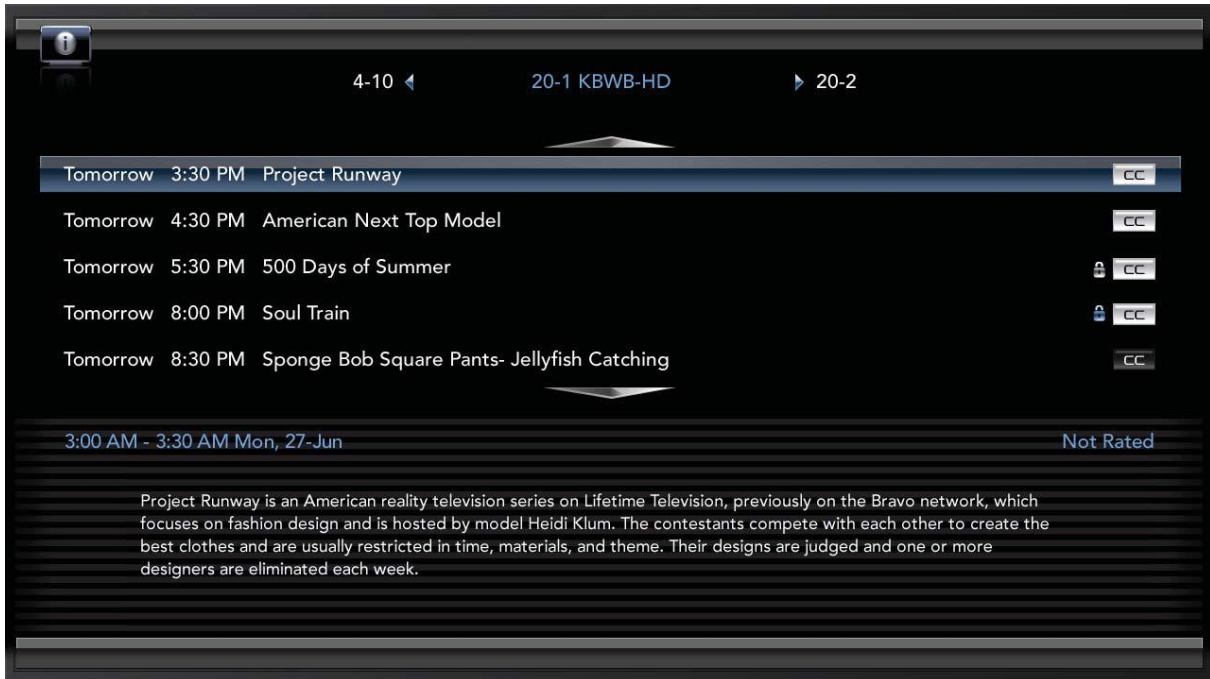 i
4-10 20-1 KBWB-HD 20-2
Tomorrow 3:30 PM Project Runway CC
Tomorrow 4:30 PM American Next Top Model CC
Tomorrow 5:30 PM 500 Days of Summer CC
Tomorrow 8:00 PM Soul Train CC
Tomorrow 8:30 PM Sponge Bob Square Pants- Jellyfish Catching CC
3:00 AM - 3:30 AM Mon, 27-Jun Not Rated
Project Runway is an American reality television series on Lifetime Television, previously on the Bravo network, which
focuses on fashion design and is hosted by model Heidi Klum. The contestants compete with each other to create the
best clothes and are usually restricted in time, materials, and theme. Their designs are judged and one or more
designers are eliminated each week.